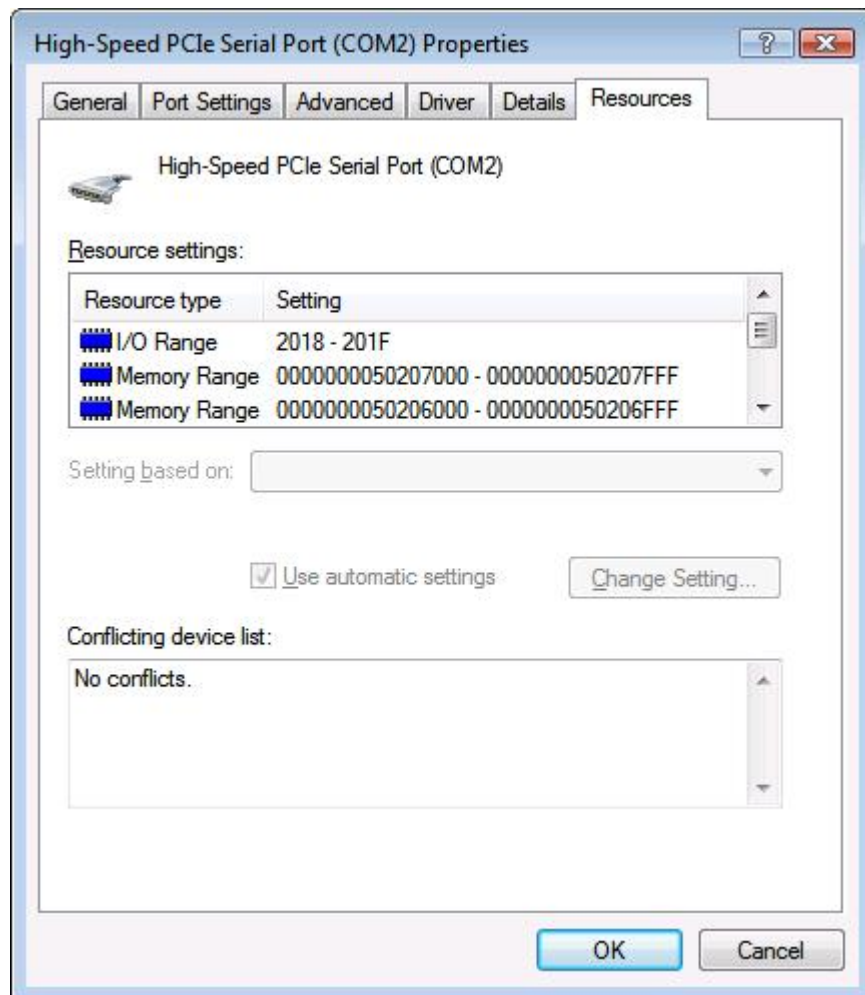 High-Speed PCIe Serial Port (COM2) Properties
General Port Settings Advanced Driver Details Resources
High-Speed PCIe Serial Port (COM2)
Resource settings:
Resource type Setting
I/O Range 2018 - 201F
Memory Range 0000000050207000 - 0000000050207FFF
Memory Range 0000000050206000 - 0000000050206FFF
Setting based on:
Use automatic settings Change Setting...
Conflicting device list:
No conflicts.
OK Cancel